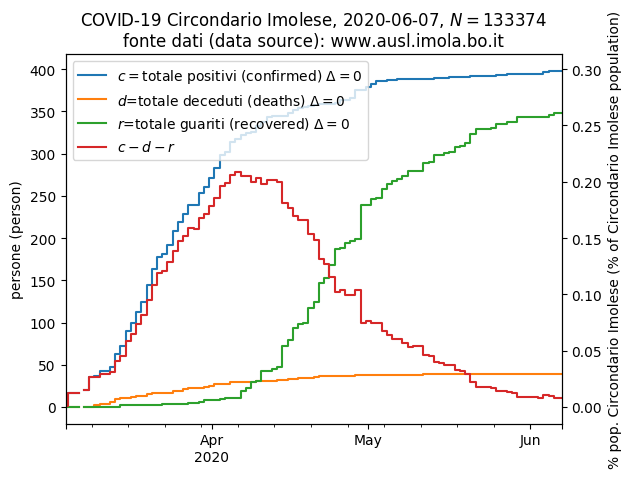 COVID-19 Circondario Imolese, 2020-06-07, N = 133374
fonte dati (data source): www.ausl.imola.bo.it
c = totale positivi (confirmed) Δ = 0
d=totale deceduti (deaths) Δ = 0
r=totale guariti (recovered) Δ = 0
c − d − r
persone (person)
400
350
300
250
200
150
100
50
0
0.30
0.25
0.20
0.15
0.10
0.05
0.00
% pop. Circondario Imolese (% of Circondario Imolese population)
Apr
2020
May
Jun